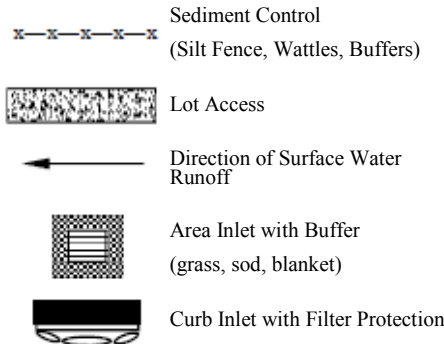 x—x—x—x—x
Sediment Control
(Silt Fence, Wattles, Buffers)
Lot Access
Direction of Surface Water
Runoff
Area Inlet with Buffer
(grass, sod, blanket)
Curb Inlet with Filter Protection